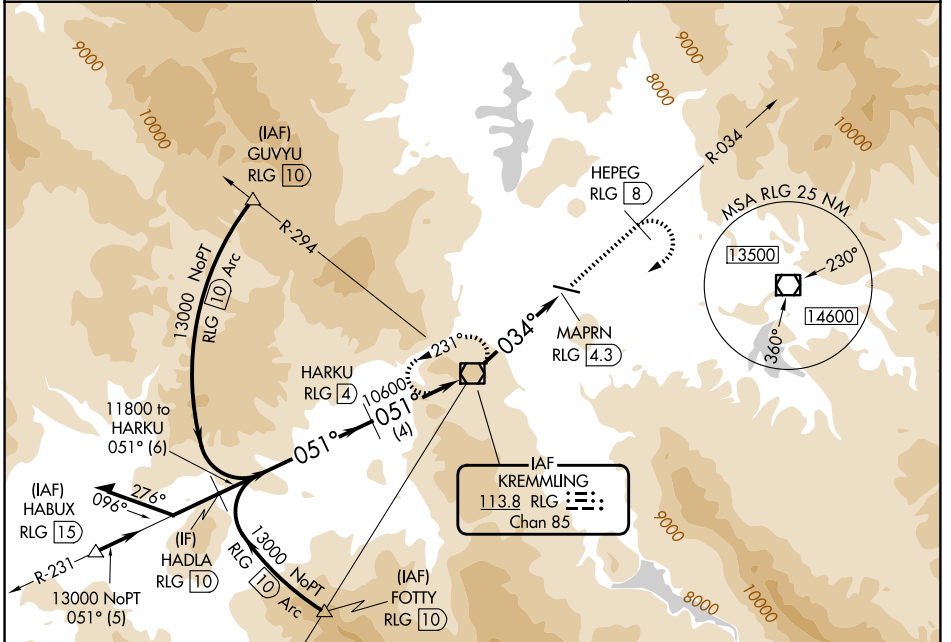 9000
10000
(IAF)
GUVYU
RLG 10
R-294
13000 NoPT
RLG 10 Arc
9000
8000
10000
R-034
HEPEG
RLG 8
MSA RLG 25 NM
13500
230°
14600
360°
034°
MAPRN
RLG 4.3
231°
HARKU
RLG 4
10600
051°
051°
(4)
11800 to
HARKU
051° (6)
IAF
KREMMLING
113.8 RLG
Chan 85
276°
096°
(IAF)
HABUX
RLG 15
R-231
13000 NoPT
051° (5)
(IF)
HADLA
RLG 10
13000 NoPT
RLG 10 Arc
(IAF)
FOTTY
RLG 10
9000
8000
10000